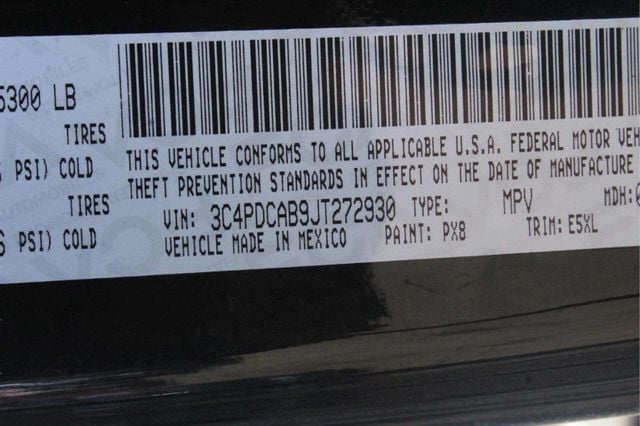 5300 LB
TIRES
PSI) COLD
TIRES
PSI) COLD
THIS VEHICLE CONFORMS TO ALL APPLICABLE U.S.A. FEDERAL MOTOR VEH
THEFT PREVENTION STANDARDS IN EFFECT ON THE DATE OF MANUFACTURE
VIN: 3C4PDCAB9JT272930 TYPE: MPV MDH:
VEHICLE MADE IN MEXICO PAINT: PX8 TRIM: E5XL